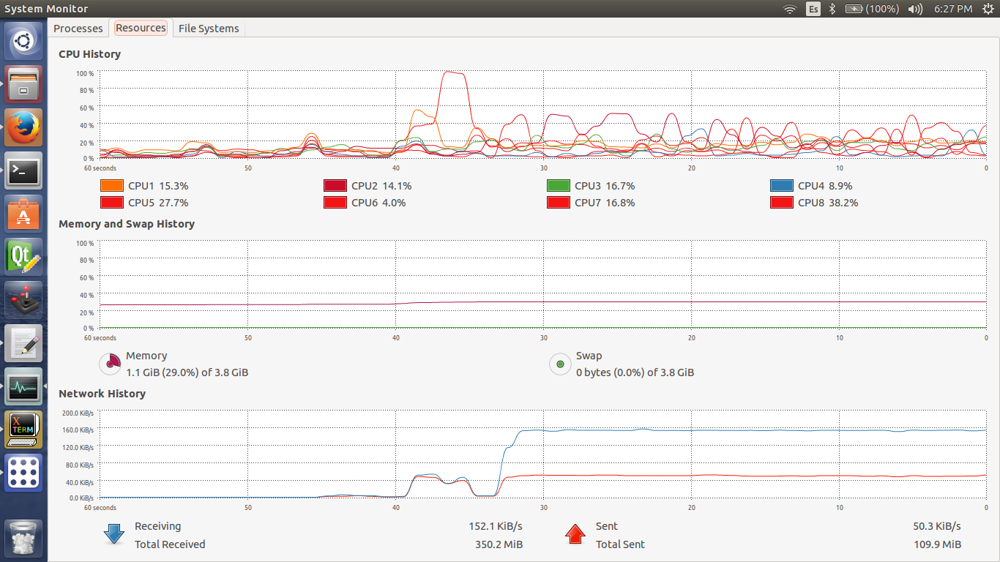 System Monitor Es (100%) 6:27 PM
Processes Resources File Systems
CPU History
100 %
80 %
60 %
40 %
20 %
0 %
60 seconds 50 40 30 20 10 0
CPU1 15.3% CPU2 14.1% CPU3 16.7% CPU4 8.9%
CPU5 27.7% CPU6 4.0% CPU7 16.8% CPU8 38.2%
Memory and Swap History
100 %
80 %
60 %
40 %
20 %
0 %
60 seconds 50 40 30 20 10 0
Memory Swap
1.1 GiB (29.0%) of 3.8 GiB 0 bytes (0.0%) of 3.8 GiB
Network History
200.0 KiB/s
160.0 KiB/s
120.0 KiB/s
80.0 KiB/s
40.0 KiB/s
0.0 KiB/s
60 seconds 50 40 30 20 10 0
Receiving 152.1 KiB/s Sent 50.3 KiB/s
Total Received 350.2 MiB Total Sent 109.9 MiB
>_
A
Qt
X
TERM